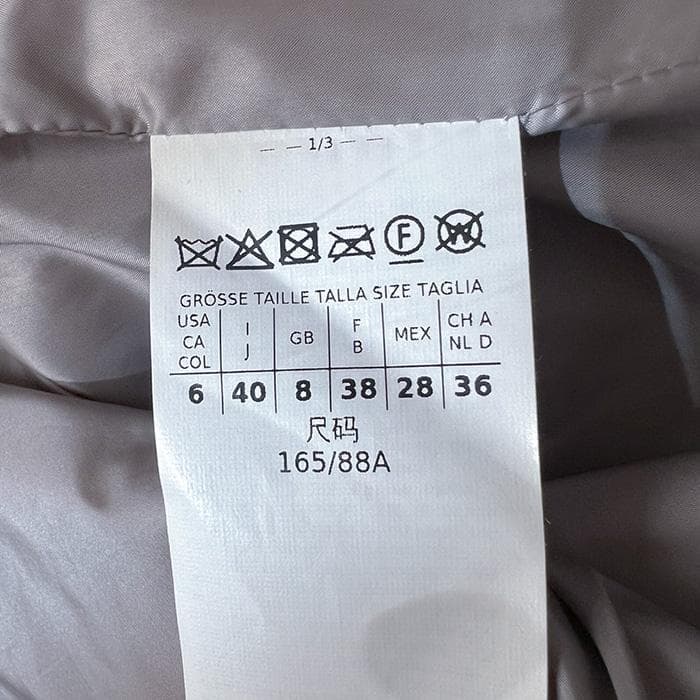 1/3
F W
GRÖSSE TAILLE TALLA SIZE TAGLIA
USA CA COL I J GB F B MEX CH A NL D
6 40 8 38 28 36
尺码
165/88A